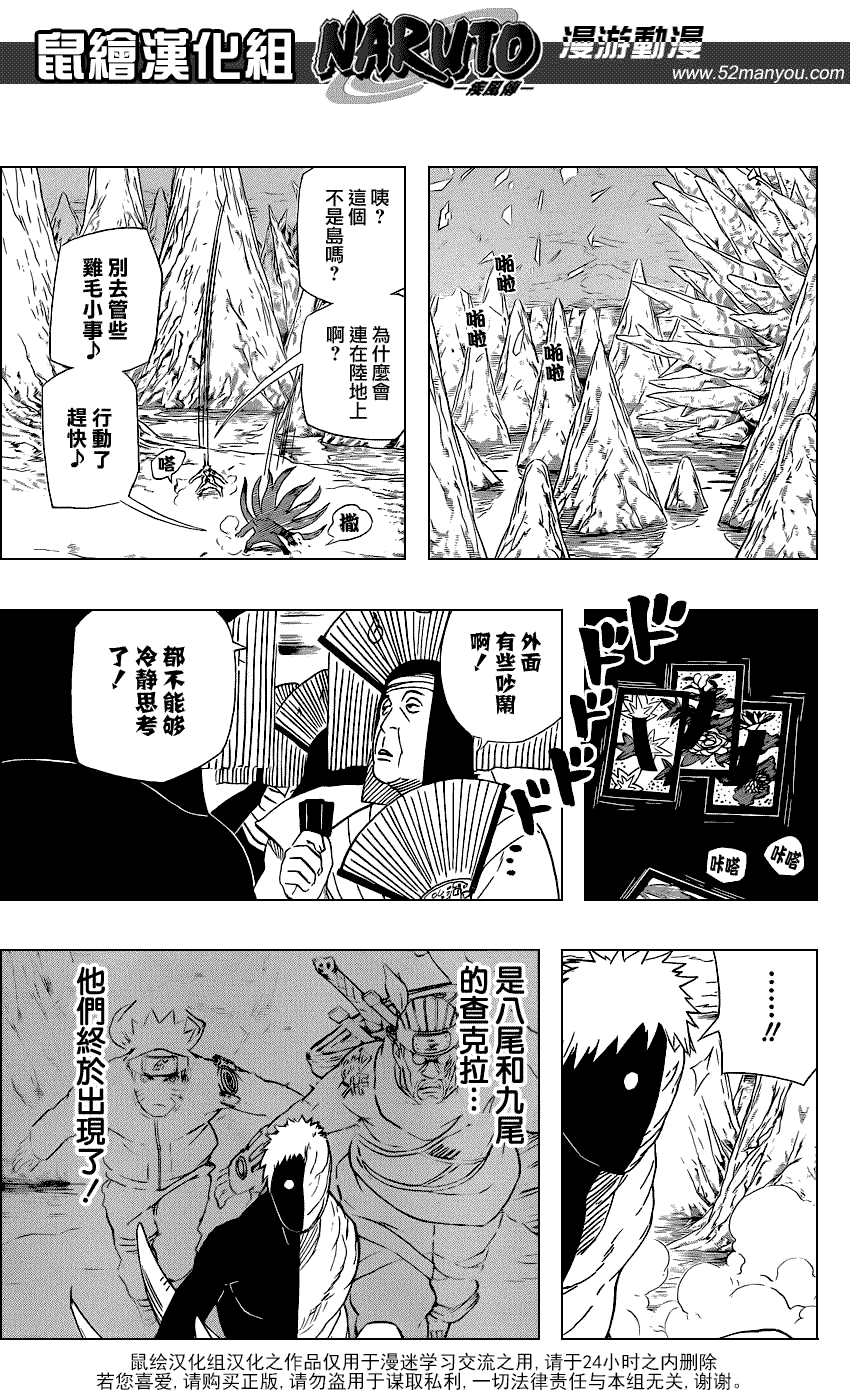 鼠繪漢化組
NARUTO
疾風傳
漫游動漫
www.52manyou.com
啪
啦
啪
啦
啪
啦
咦?
這個
不是島嗎?
為什麼會
連在陸地上
啊?
別去管些
雞毛小事♪
行動了
趕快♪
嗒
撒
ドドド
ドドド…
咔嗒
咔嗒
外面
有些吵鬧
啊!
都不能够
冷静思考
了!
……!!
是八尾和九尾
的查克拉…
他們終於出現了!
鼠绘汉化组汉化之作品仅用于漫迷学习交流之用, 请于24小时之内删除
若您喜爱, 请购买正版, 请勿盗用于谋取私利, 一切法律责任与本组无关, 谢谢。